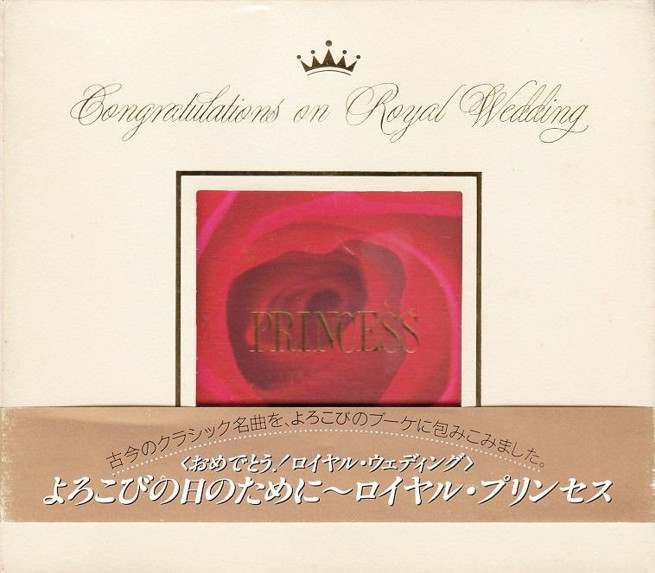 Congratulations on Royal Wedding
PRINCESS
古今のクラシック名曲を、よろこびのブーケに包みこみました。
〈おめでとう!ロイヤル・ウェディング〉
よろこびの日のために〜ロイヤル・プリンセス